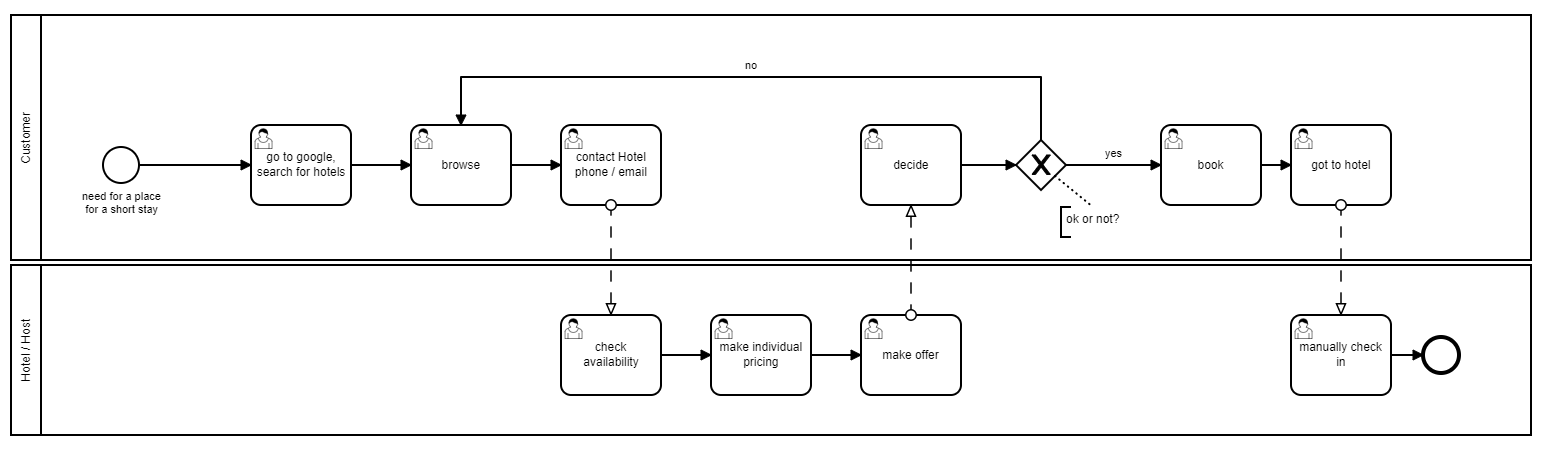 Customer
no
need for a place
for a short stay
go to google,
search for hotels
browse
contact Hotel
phone / email
decide
X
ok or not?
yes
book
got to hotel
Hotel / Host
check
availability
make individual
pricing
make offer
manually check
in